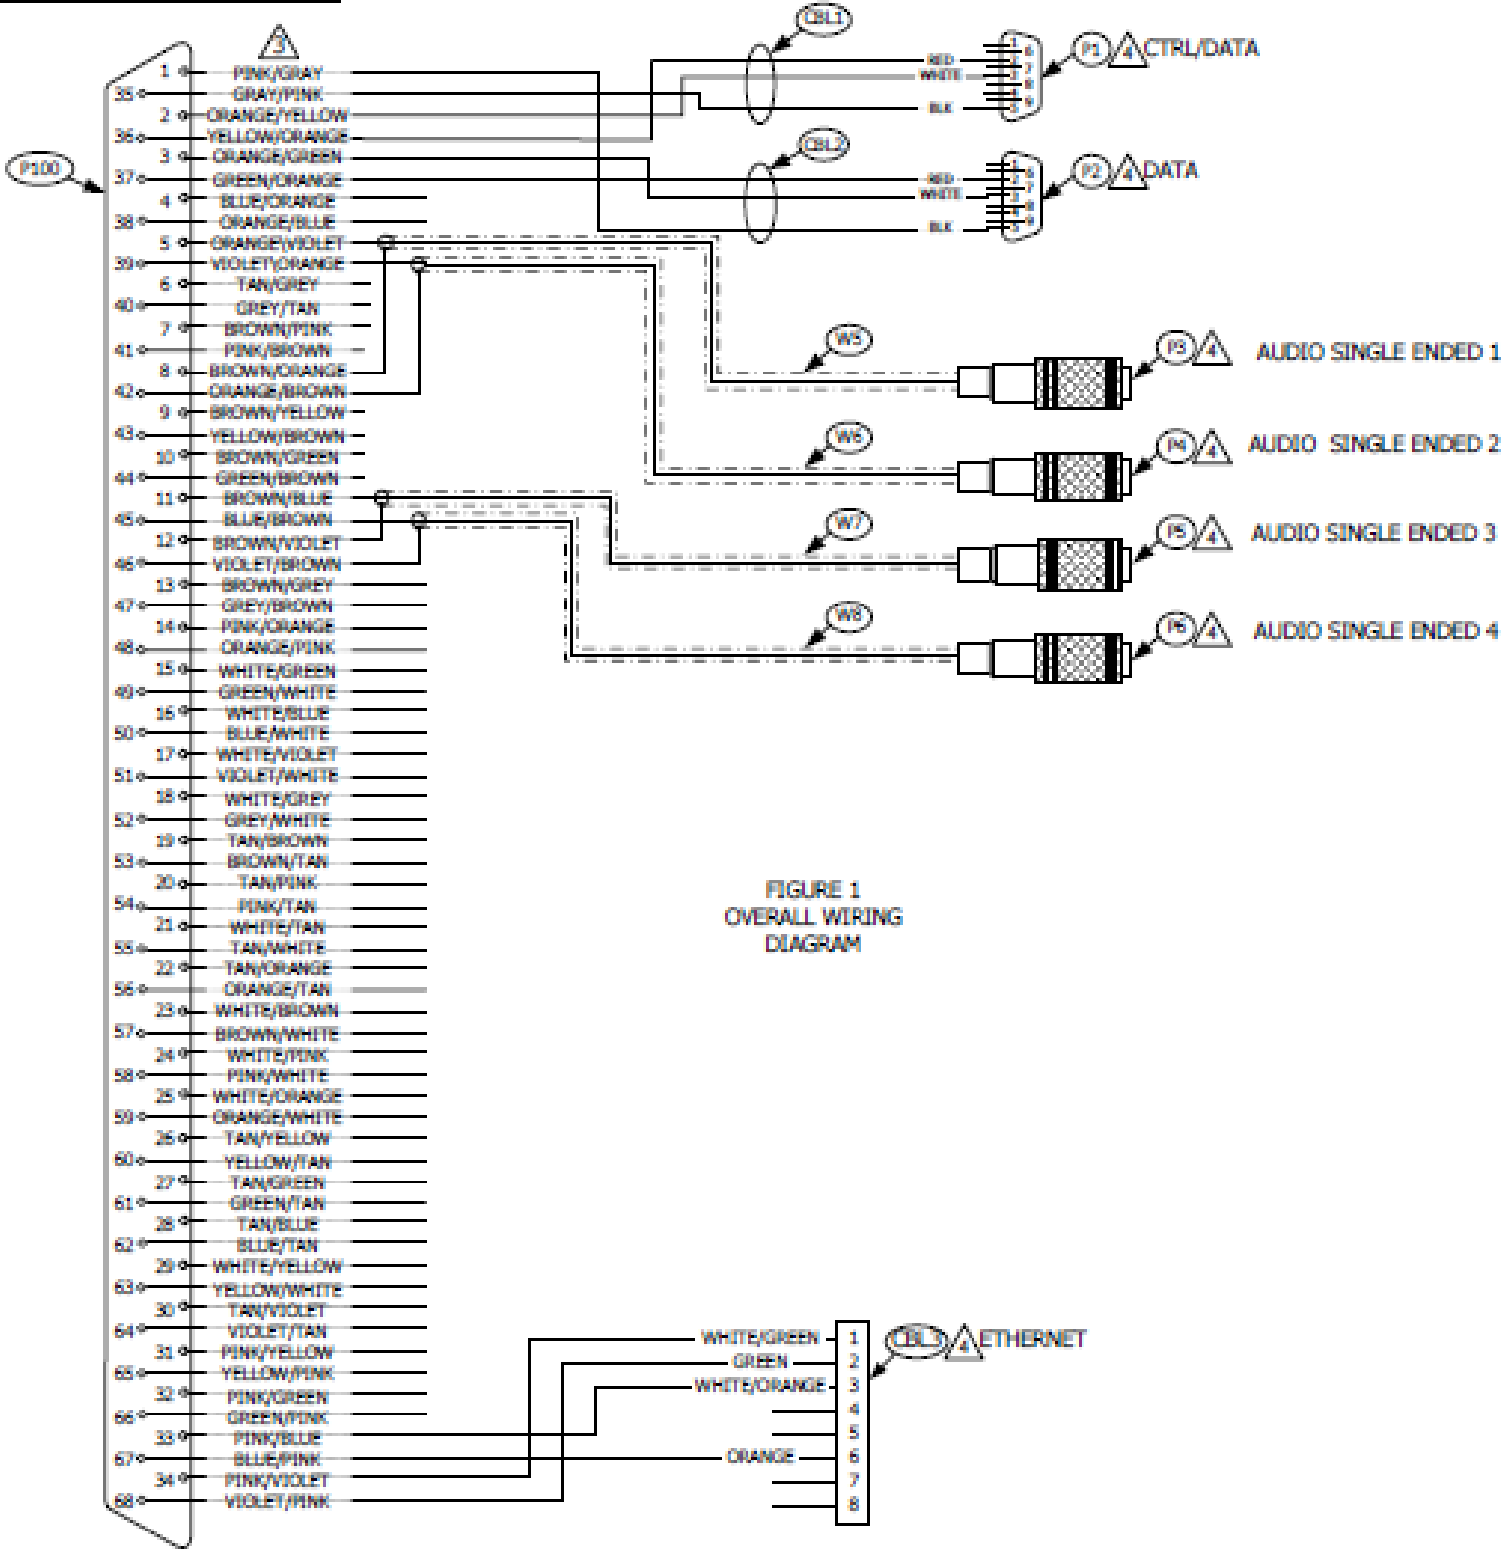 3
1 PINK/GRAY
35 GRAY/PINK
2 ORANGE/YELLOW
36 YELLOW/ORANGE
3 ORANGE/GREEN
37 GREEN/ORANGE
4 BLUE/ORANGE
38 ORANGE/BLUE
5 ORANGE/VIOLET
39 VIOLET/ORANGE
6 TAN/GREY
40 GREY/TAN
7 BROWN/PINK
41 PINK/BROWN
8 BROWN/ORANGE
42 ORANGE/BROWN
9 BROWN/YELLOW
43 YELLOW/BROWN
10 BROWN/GREEN
44 GREEN/BROWN
11 BROWN/BLUE
45 BLUE/BROWN
12 BROWN/VIOLET
46 VIOLET/BROWN
13 BROWN/GREY
47 GREY/BROWN
14 PINK/ORANGE
48 ORANGE/PINK
15 WHITE/GREEN
49 GREEN/WHITE
16 WHITE/BLUE
50 BLUE/WHITE
17 WHITE/VIOLET
51 VIOLET/WHITE
18 WHITE/GREY
52 GREY/WHITE
19 TAN/BROWN
53 BROWN/TAN
20 TAN/PINK
54 PINK/TAN
21 WHITE/TAN
55 TAN/WHITE
22 TAN/ORANGE
56 ORANGE/TAN
23 WHITE/BROWN
57 BROWN/WHITE
24 WHITE/PINK
58 PINK/WHITE
25 WHITE/ORANGE
59 ORANGE/WHITE
26 TAN/YELLOW
60 YELLOW/TAN
27 TAN/GREEN
61 GREEN/TAN
28 TAN/BLUE
62 BLUE/TAN
29 WHITE/YELLOW
63 YELLOW/WHITE
30 TAN/VIOLET
64 VIOLET/TAN
31 PINK/YELLOW
65 YELLOW/PINK
32 PINK/GREEN
66 GREEN/PINK
33 PINK/BLUE
67 BLUE/PINK
34 PINK/VIOLET
68 VIOLET/PINK
P100
CBL1
RED
WHITE
BLK
P1 4 CTRL/DATA
CBL2
RED
WHITE
BLK
P2 4 DATA
W5
P3 4 AUDIO SINGLE ENDED 1
W6
P4 4 AUDIO SINGLE ENDED 2
W7
P5 4 AUDIO SINGLE ENDED 3
W8
P6 4 AUDIO SINGLE ENDED 4
FIGURE 1
OVERALL WIRING
DIAGRAM
WHITE/GREEN 1
GREEN 2
WHITE/ORANGE 3
4
5
ORANGE 6
7
8
CBL3 4 ETHERNET